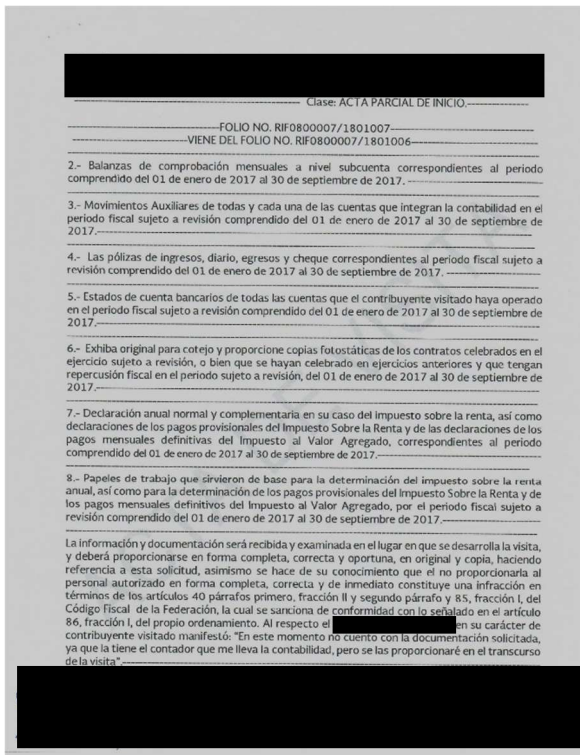 Clase: ACTA PARCIAL DE INICIO.
FOLIO NO. RIF0800007/1801007
VIENE DEL FOLIO NO. RIF0800007/1801006
2.- Balanzas de comprobación mensuales a nivel subcuenta correspondientes al periodo
comprendido del 01 de enero de 2017 al 30 de septiembre de 2017.
3.- Movimientos Auxiliares de todas y cada una de las cuentas que integran la contabilidad en el
periodo fiscal sujeto a revisión comprendido del 01 de enero de 2017 al 30 de septiembre de
2017.
4.- Las pólizas de ingresos, diario, egresos y cheque correspondientes al periodo fiscal sujeto a
revisión comprendido del 01 de enero de 2017 al 30 de septiembre de 2017.
5.- Estados de cuenta bancarios de todas las cuentas que el contribuyente visitado haya operado
en el periodo fiscal sujeto a revisión comprendido del 01 de enero de 2017 al 30 de septiembre de
2017.
6.- Exhiba original para cotejo y proporcione copias fotostáticas de los contratos celebrados en el
ejercicio sujeto a revisión, o bien que se hayan celebrado en ejercicios anteriores y que tengan
repercusión fiscal en el periodo sujeto a revisión, del 01 de enero de 2017 al 30 de septiembre de
2017.
7.- Declaración anual normal y complementaria en su caso del impuesto sobre la renta, así como
declaraciones de los pagos provisionales del Impuesto Sobre la Renta y de las declaraciones de los
pagos mensuales definitivas del Impuesto al Valor Agregado, correspondientes al periodo
comprendido del 01 de enero de 2017 al 30 de septiembre de 2017.
8.- Papeles de trabajo que sirvieron de base para la determinación del impuesto sobre la renta
anual, así como para la determinación de los pagos provisionales del Impuesto Sobre la Renta y de
los pagos mensuales definitivos del Impuesto al Valor Agregado, por el periodo fiscal sujeto a
revisión comprendido del 01 de enero de 2017 al 30 de septiembre de 2017.
La información y documentación será recibida y examinada en el lugar en que se desarrolla la visita,
y deberá proporcionarse en forma completa, correcta y oportuna, en original y copia, haciendo
referencia a esta solicitud, asimismo se hace de su conocimiento que el no proporcionarla al
personal autorizado en forma completa, correcta y de inmediato constituye una infracción en
términos de los artículos 40 párrafos primero, fracción II y segundo párrafo y 85, fracción I, del
Código Fiscal de la Federación, la cual se sanciona de conformidad con lo señalado en el artículo
86, fracción I, del propio ordenamiento. Al respecto el en su carácter de
contribuyente visitado manifestó: "En este momento no cuento con la documentación solicitada,
ya que la tiene el contador que me lleva la contabilidad, pero se las proporcionaré en el transcurso
de la visita".